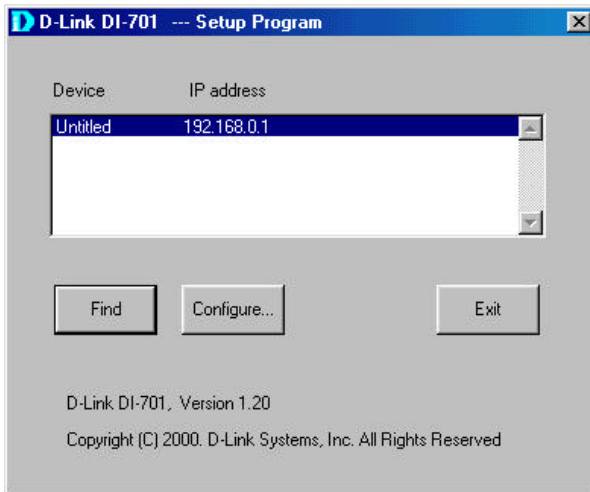 D-Link DI-701 --- Setup Program
Device IP address
Untitled 192.168.0.1
Find Configure... Exit
D-Link DI-701, Version 1.20
Copyright (C) 2000. D-Link Systems, Inc. All Rights Reserved